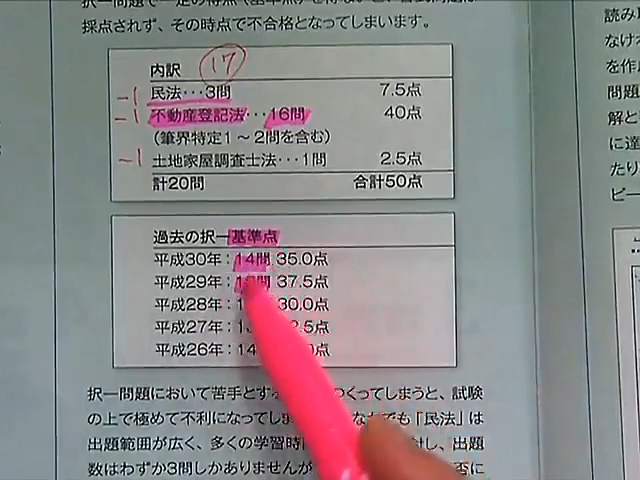 採点されず、その時点で不合格となってしまいます。
内訳 17
-1 民法･･･3問 7.5点
-1 不動産登記法･･･16問 40点
(筆界特定1～2問を含む)
-1 土地家屋調査士法･･･1問 2.5点
計20問 合計50点
過去の択一基準点
平成30年：14問 35.0点
平成29年：15問 37.5点
平成28年： 30.0点
平成27年： .5点
平成26年：14 点
択一問題において苦手とす つくってしまうと、試験
の上で極めて不利になってし でも「民法」は
出題範囲が広く、多くの学習時 対し、出題
数はわずか3問しかありませんが
読み
なけ
を作
問題
解と
に達
たり
ピー